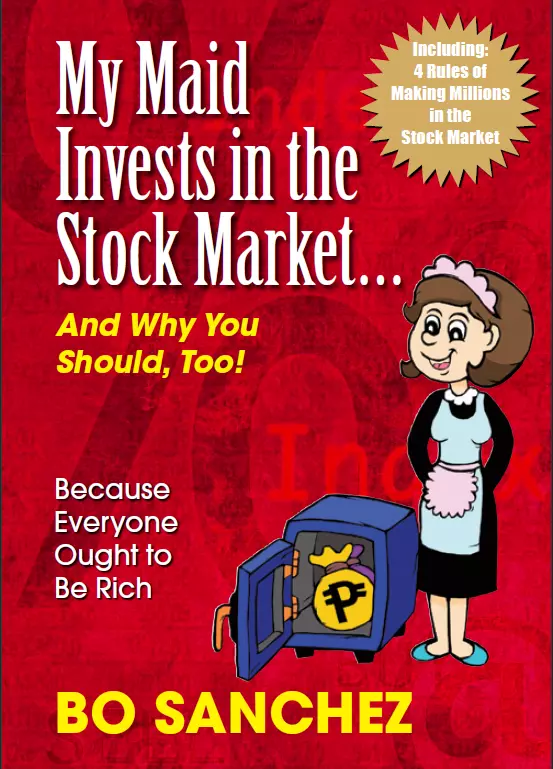 My Maid
Invests in the
Stock Market...
Including:
4 Rules of
Making Millions
in the
Stock Market
And Why You
Should, Too!
Because
Everyone
Ought to
Be Rich
Index
BO SANCHEZ